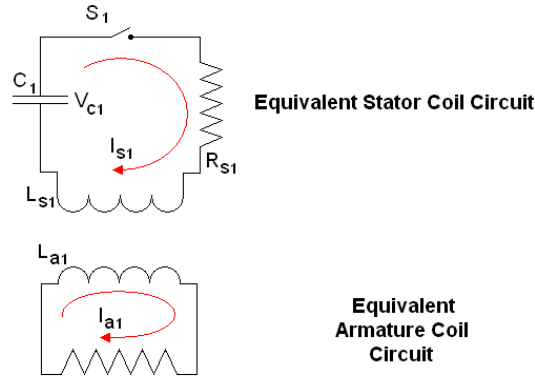 S1
C1
VC1
Equivalent Stator Coil Circuit
IS1
RS1
LS1
La1
Ia1
Equivalent
Armature Coil
Circuit